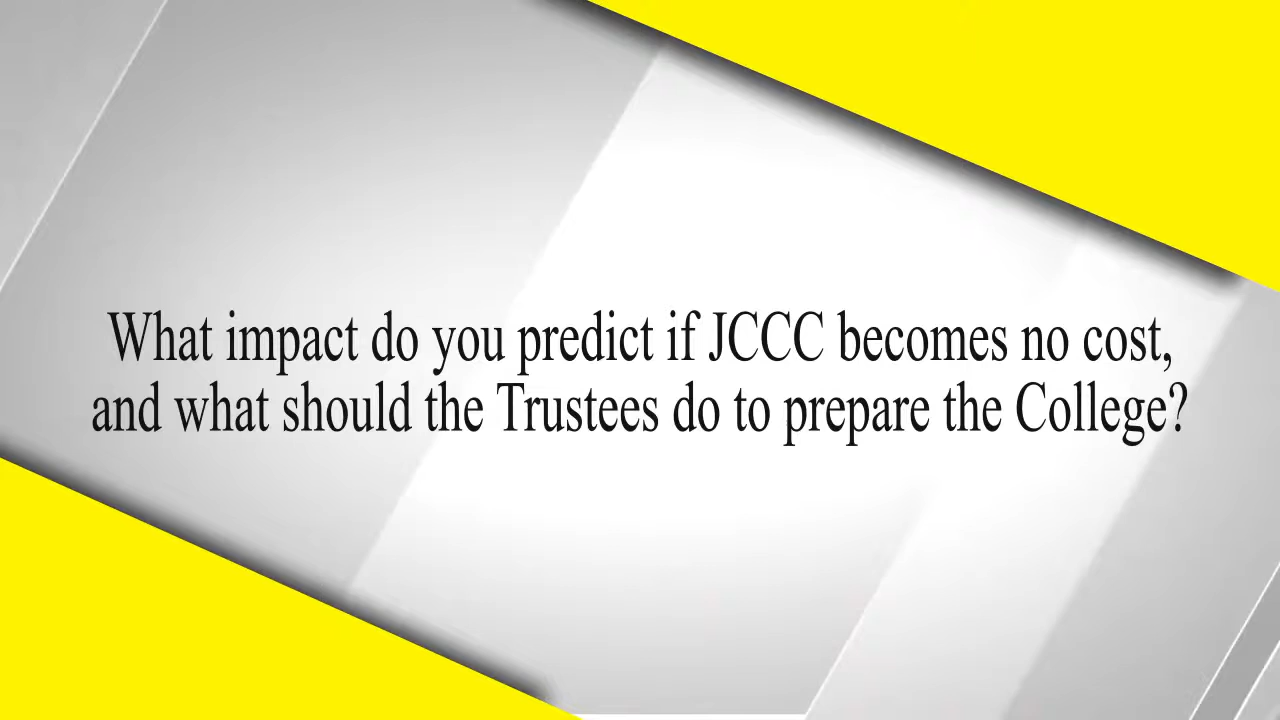 What impact do you predict if JCCC becomes no cost,
and what should the Trustees do to prepare the College?